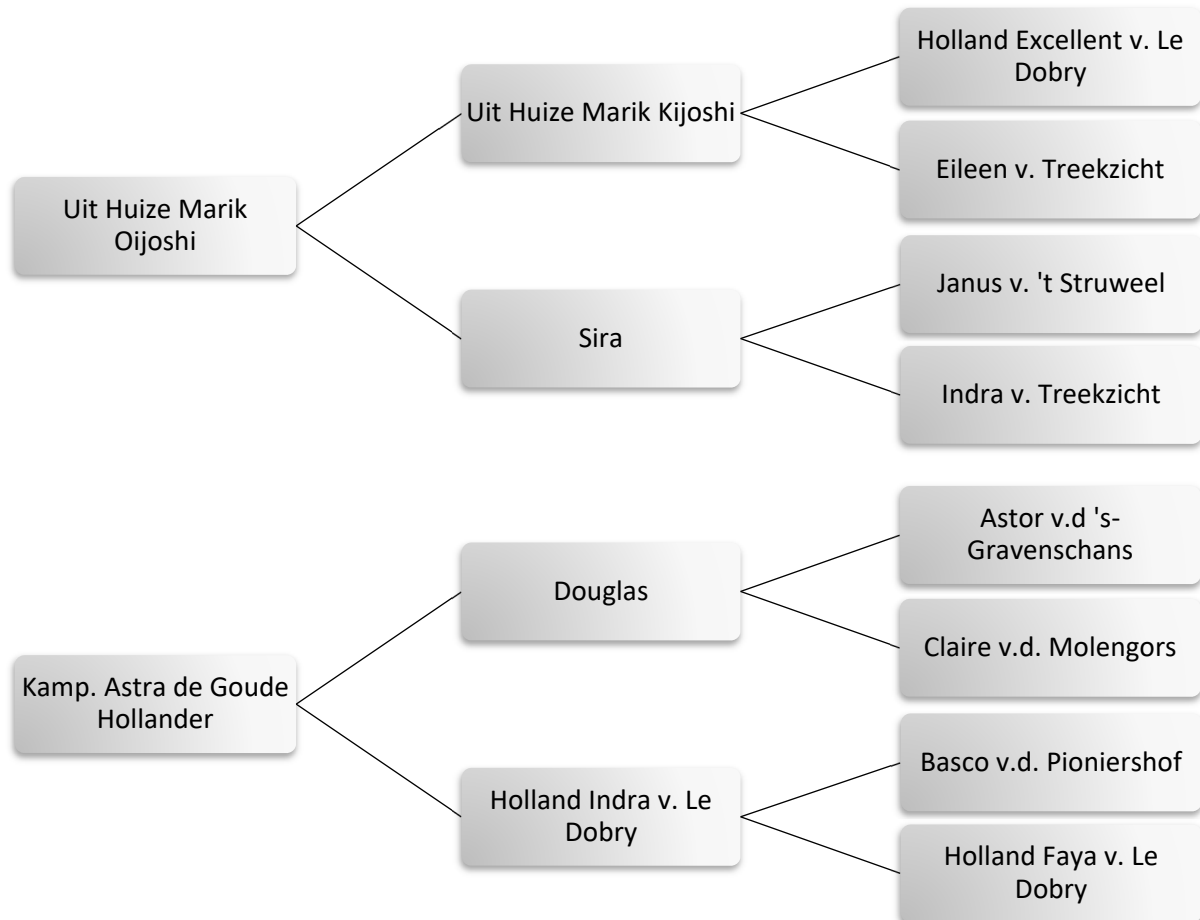 Holland Excellent v. Le
Dobry
Uit Huize Marik Kijoshi
Eileen v. Treekzicht
Uit Huize Marik
Oijoshi
Janus v. 't Struweel
Sira
Indra v. Treekzicht
Astor v.d 's-
Gravenschans
Douglas
Claire v.d. Molengors
Kamp. Astra de Goude
Hollander
Basco v.d. Pioniershof
Holland Indra v. Le
Dobry
Holland Faya v. Le
Dobry